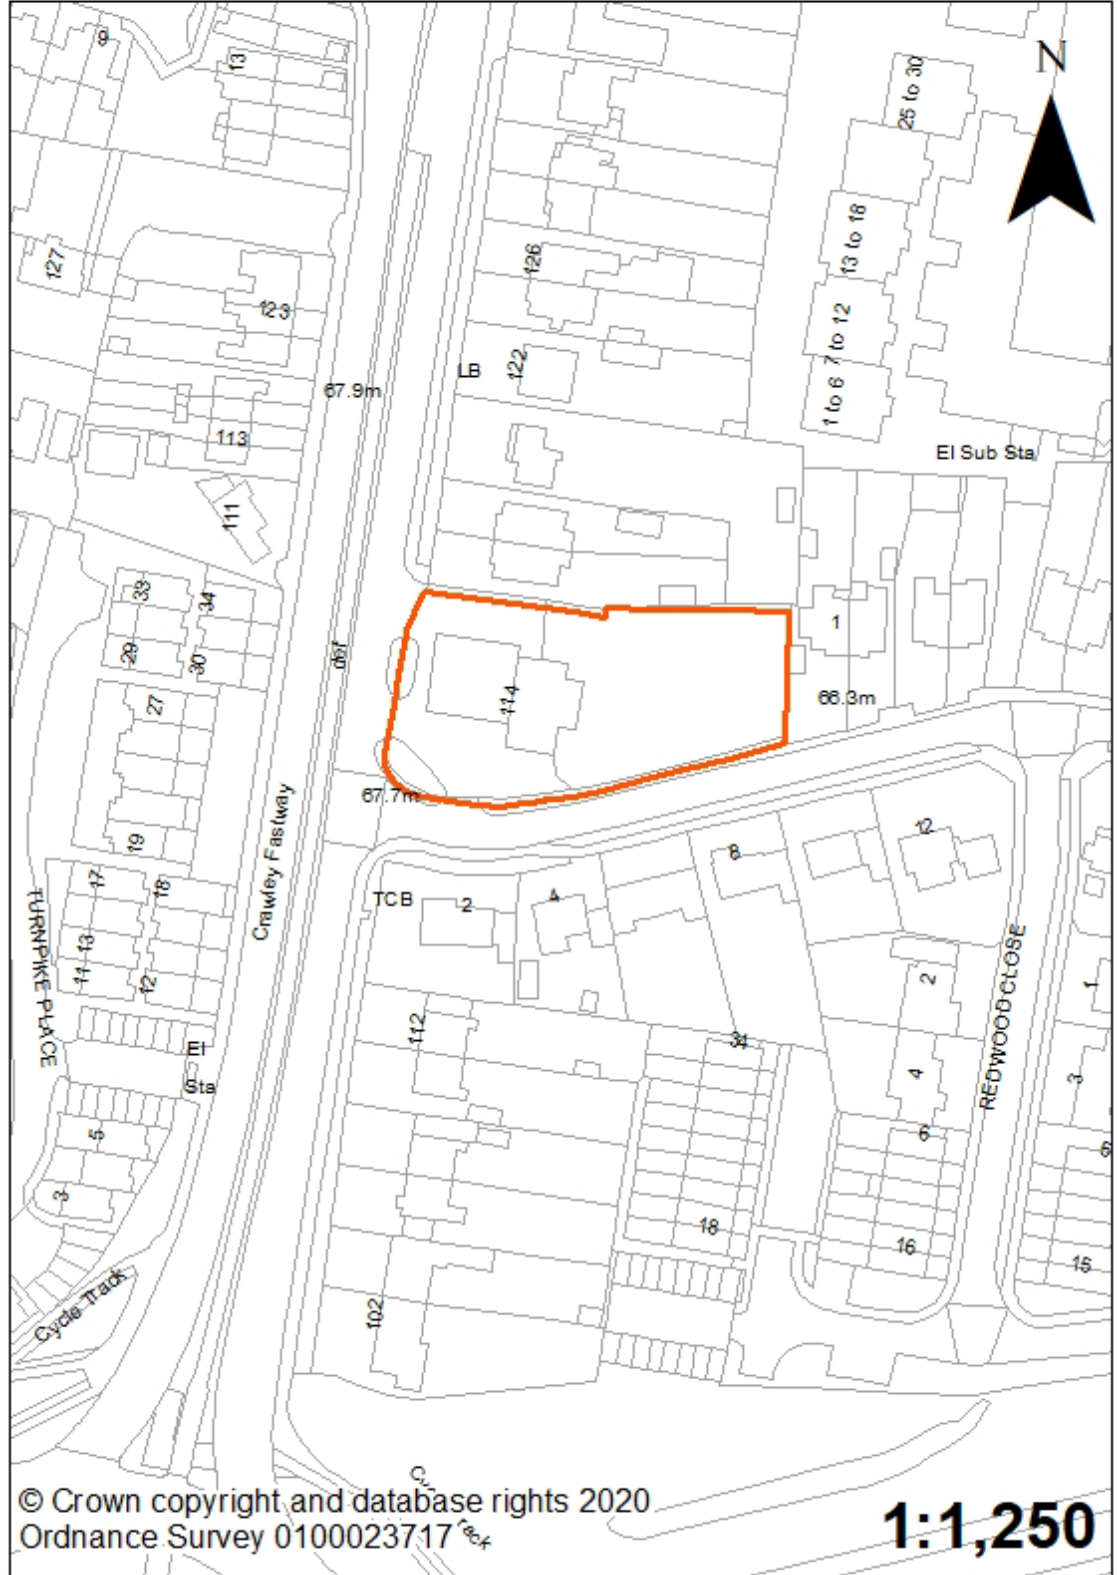 9
13
N
25 to 30
127
123
126
13 to 18
67.9m
LB
122
7 to 12
1 to 6
113
El Sub Sta
111
33
34
29
30
def
1
27
114
66.3m
67.7m
Crawley Fastway
19
17
18
TCB
2
4
8
12
13
11
12
TURNPIKE PLACE
112
El
Sta
34
2
4
6
REDWOOD CLOSE
1
3
6
5
3
18
16
15
102
Cycle Track
© Crown copyright and database rights 2020
Ordnance Survey 0100023717
1:1,250